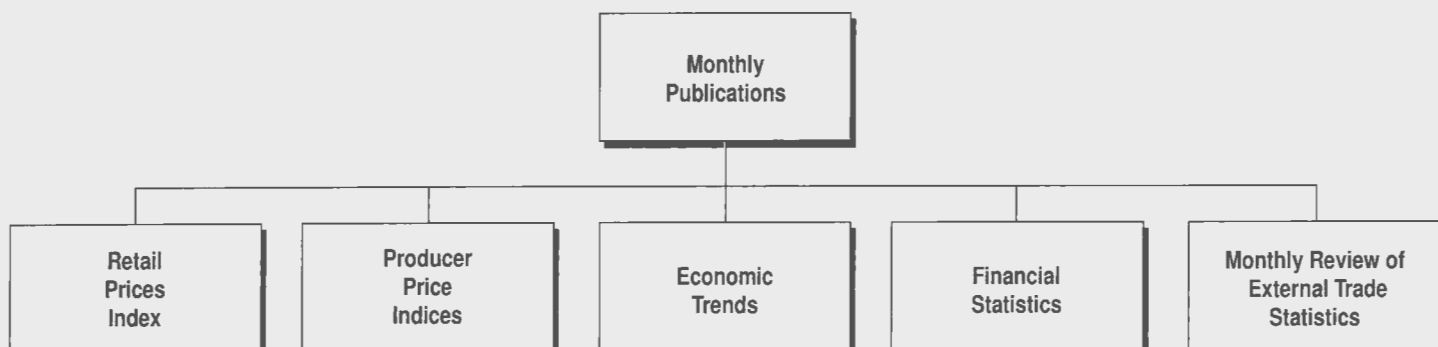 Monthly
Publications
Retail
Prices
Index
Producer
Price
Indices
Economic
Trends
Financial
Statistics
Monthly Review of
External Trade
Statistics